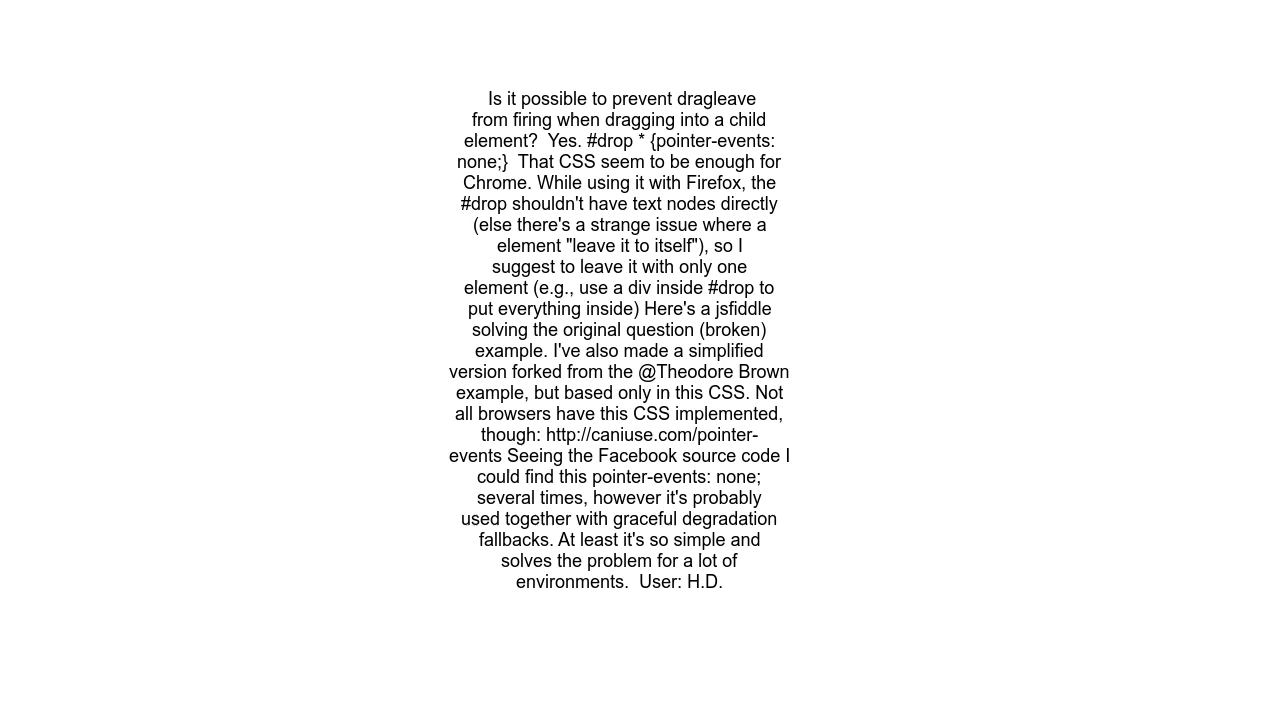 Is it possible to prevent dragleave
from firing when dragging into a child
element?  Yes. #drop * {pointer-events:
none;}  That CSS seem to be enough for
Chrome. While using it with Firefox, the
#drop shouldn't have text nodes directly
(else there's a strange issue where a
element "leave it to itself"), so I
suggest to leave it with only one
element (e.g., use a div inside #drop to
put everything inside) Here's a jsfiddle
solving the original question (broken)
example. I've also made a simplified
version forked from the @Theodore Brown
example, but based only in this CSS. Not
all browsers have this CSS implemented,
though: http://caniuse.com/pointer-
events Seeing the Facebook source code I
could find this pointer-events: none;
several times, however it's probably
used together with graceful degradation
fallbacks. At least it's so simple and
solves the problem for a lot of
environments.  User: H.D.